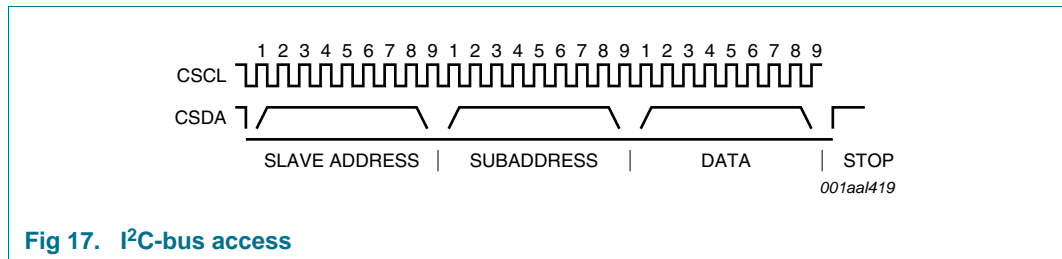 1 2 3 4 5 6 7 8 9 1 2 3 4 5 6 7 8 9 1 2 3 4 5 6 7 8 9
CSCL
CSDA
SLAVE ADDRESS | SUBADDRESS | DATA | STOP
001aal419
Fig 17. I²C-bus access